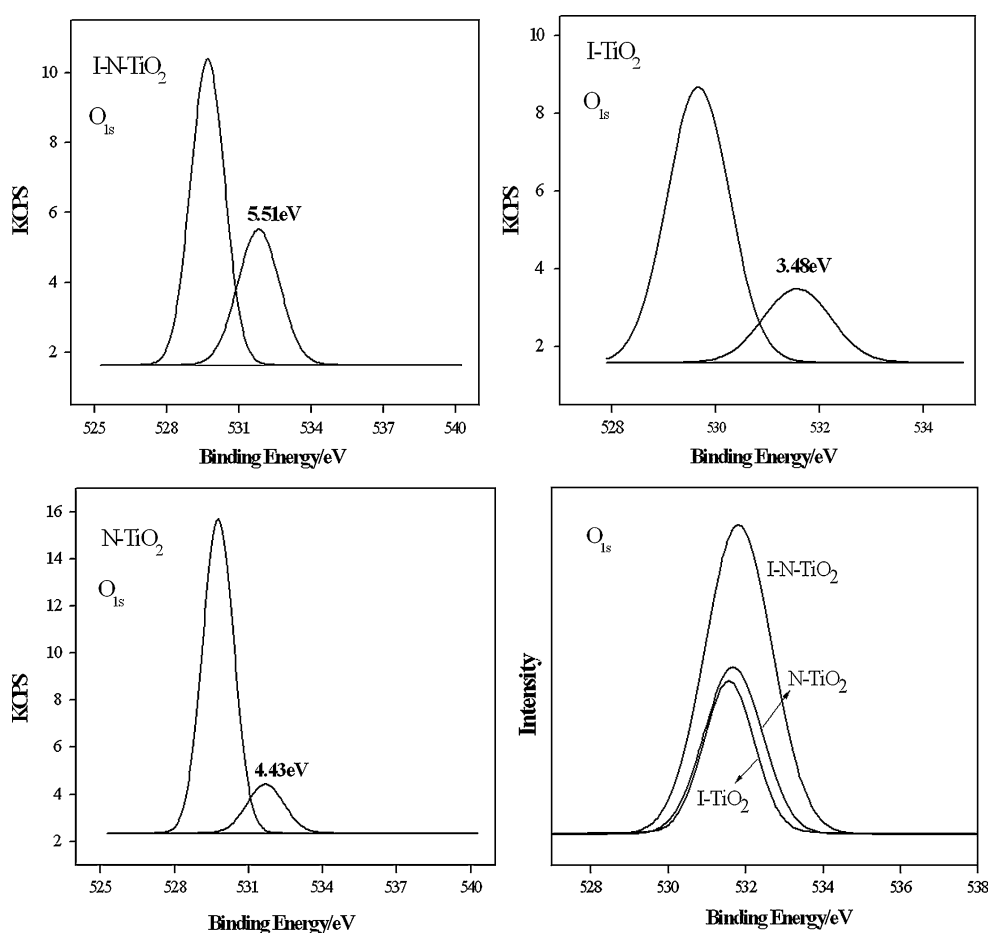 I-N-TiO2
O1s
5.51eV
KCPS
10
8
6
4
2
525 528 531 534 537 540
Binding Energy/eV
I-TiO2
O1s
3.48eV
KCPS
10
8
6
4
2
528 530 532 534
Binding Energy/eV
N-TiO2
O1s
4.43eV
KCPS
16
14
12
10
8
6
4
2
525 528 531 534 537 540
Binding Energy/eV
O1s
I-N-TiO2
N-TiO2
I-TiO2
Intensity
528 530 532 534 536 538
Binding Energy/eV